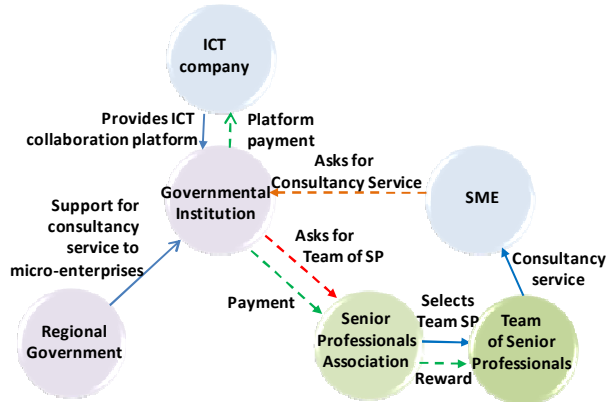 ICT
company
Provides ICT
collaboration platform
Platform
payment
Asks for
Consultancy Service
Governmental
Institution
SME
Support for
consultancy
service to
micro-enterprises
Asks for
Team of SP
Consultancy
service
Payment
Regional
Government
Senior
Professionals
Association
Selects
Team SP
Team
of Senior
Professionals
Reward